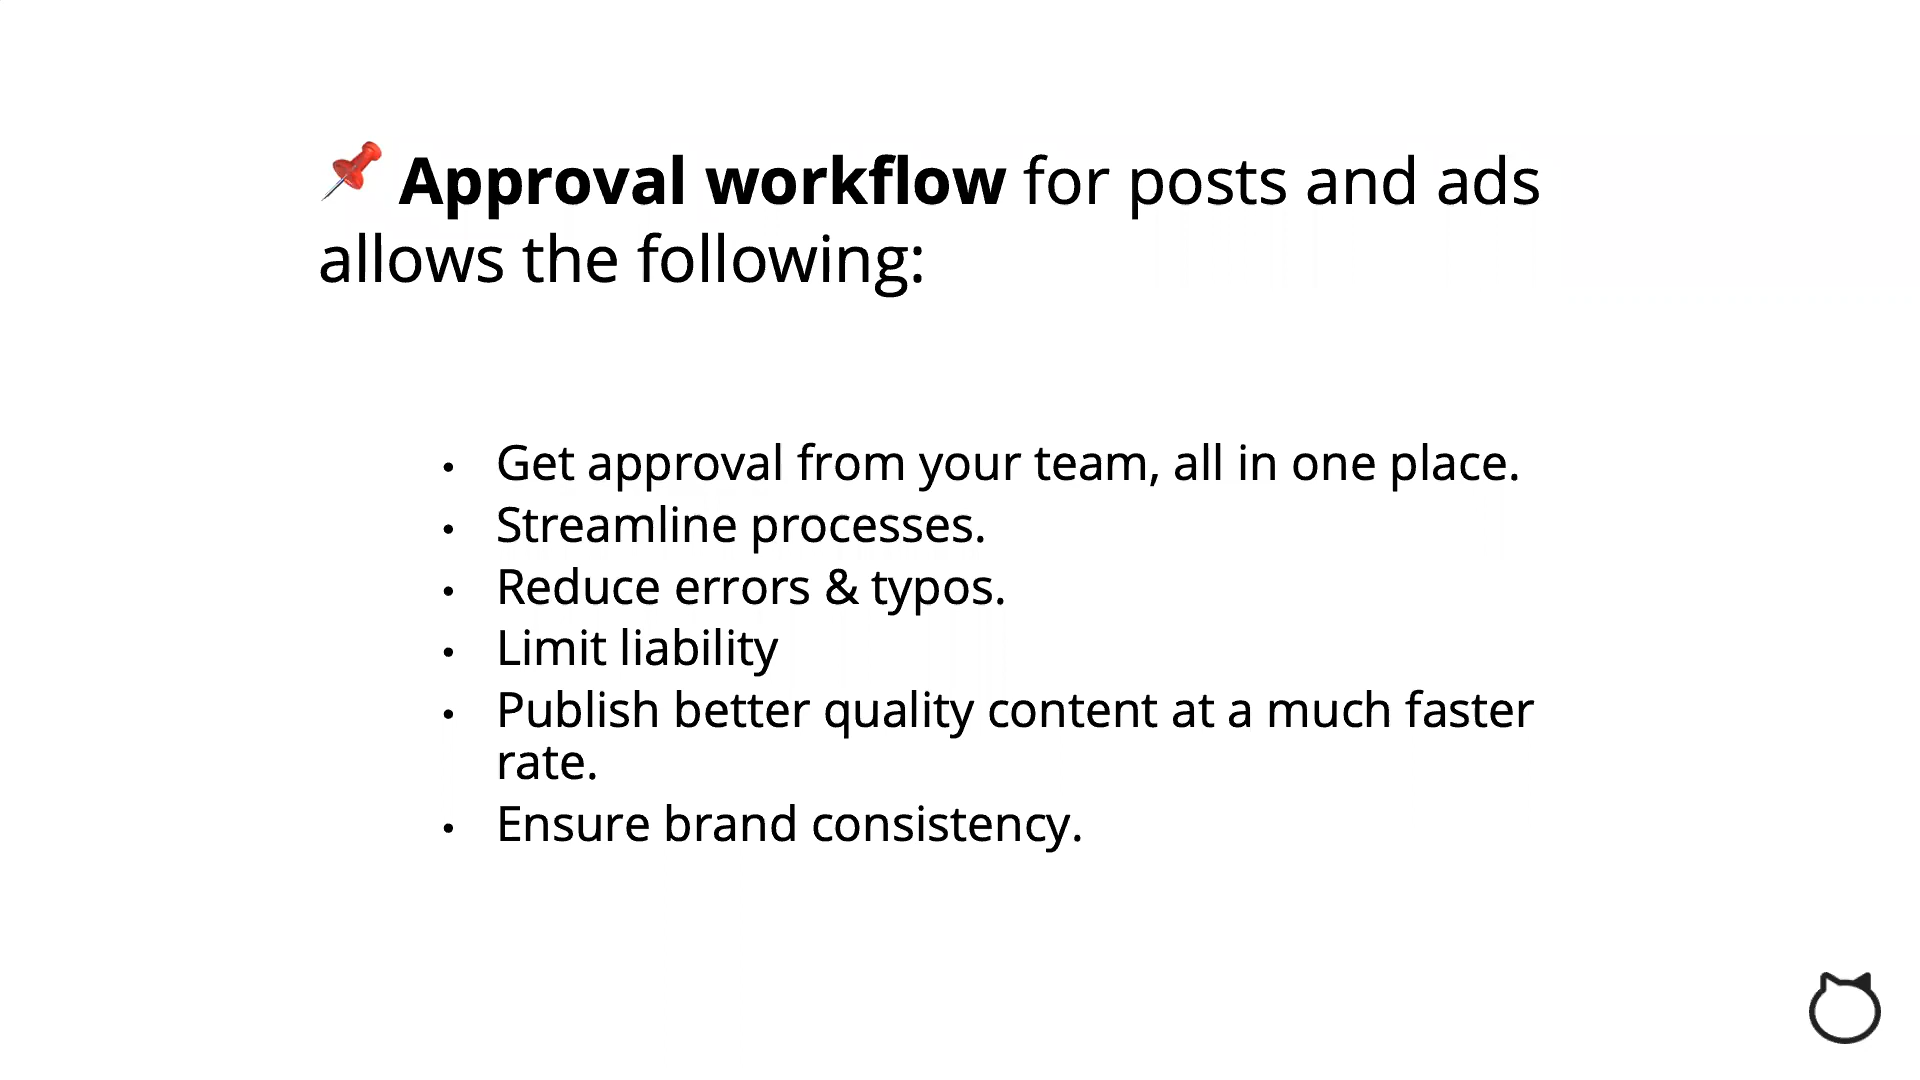 📌 Approval workflow for posts and ads
allows the following:
• Get approval from your team, all in one place.
• Streamline processes.
• Reduce errors & typos.
• Limit liability
• Publish better quality content at a much faster
rate.
• Ensure brand consistency.